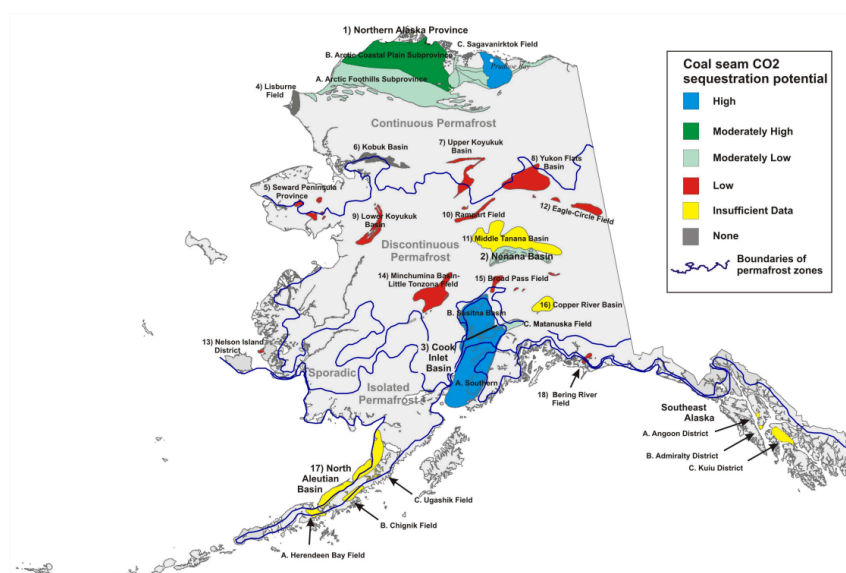 1) Northern Alaska Province
C. Sagavanirktok Field
B. Arctic Coastal Plain Subprovince
Prudhoe Bay
A. Arctic Foothills Subprovince
4) Lisburne
Field
Continuous Permafrost
6) Kobuk Basin
7) Upper Koyukuk
Basin
8) Yukon Flats
Basin
5) Seward Peninsula
Province
9) Lower Koyukuk
Basin
10) Rampart Field
12) Eagle-Circle Field
11) Middle Tanana Basin
Discontinuous
Permafrost
2) Nenana Basin
14) Minchumina Basin-
Little Tonzona Field
15) Broad Pass Field
16) Copper River Basin
B. Susitna Basin
C. Matanuska Field
13) Nelson Island
District
3) Cook
Inlet
Basin
Sporadic
A. Southern
Isolated
Permafrost
18) Bering River
Field
Southeast
Alaska
A. Angoon District
B. Admiralty District
C. Kuiu District
17) North
Aleutian
Basin
C. Ugashik Field
B. Chignik Field
A. Herendeen Bay Field
Coal seam CO2
sequestration potential
High
Moderately High
Moderately Low
Low
Insufficient Data
None
Boundaries of
permafrost zones